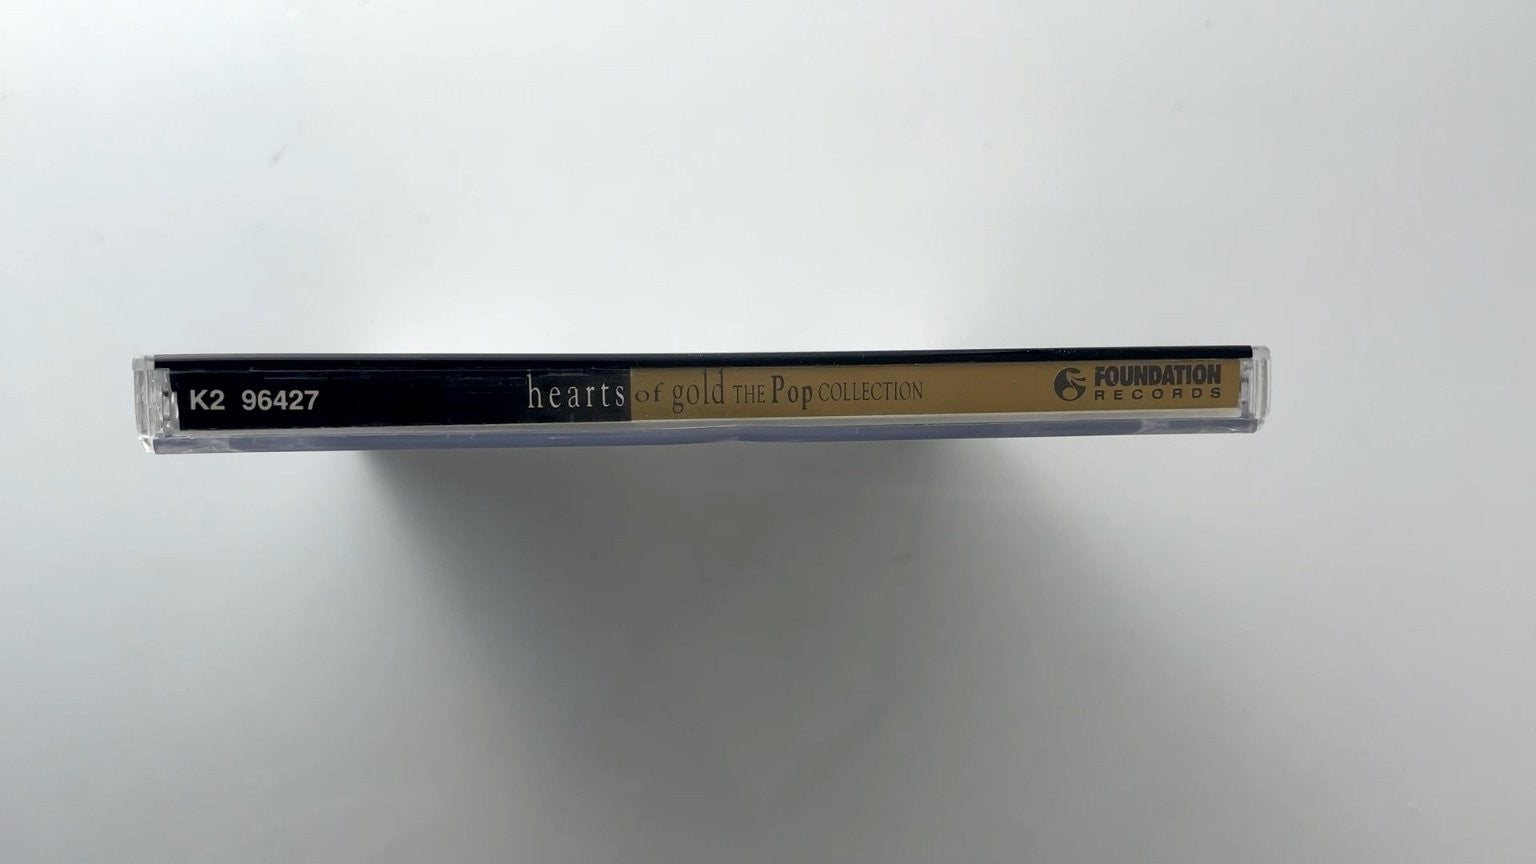 K2 96427 hearts of gold THE Pop COLLECTION FOUNDATION
RECORDS